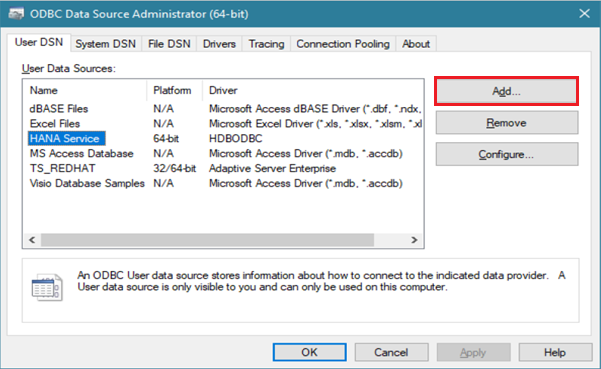 ODBC Data Source Administrator (64-bit)
User DSN System DSN File DSN Drivers Tracing Connection Pooling About
User Data Sources:
Name Platform Driver
dBASE Files N/A Microsoft Access dBASE Driver (*.dbf, *.ndx,
Excel Files N/A Microsoft Excel Driver (*.xls, *.xlsx, *.xlsm, *.xl
HANA Service 64-bit HDBODBC
MS Access Database N/A Microsoft Access Driver (*.mdb, *.accdb)
TS_REDHAT 32/64-bit Adaptive Server Enterprise
Visio Database Samples N/A Microsoft Access Driver (*.mdb, *.accdb)
Add...
Remove
Configure...
An ODBC User data source stores information about how to connect to the indicated data provider. A
User data source is only visible to you and can only be used on this computer.
OK Cancel Apply Help